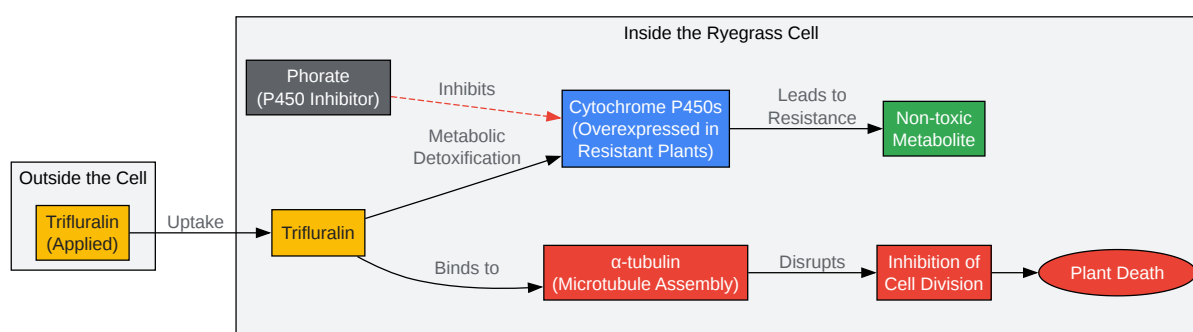 Inside the Ryegrass Cell
Phorate
(P450 Inhibitor)
Inhibits
Cytochrome P450s
(Overexpressed in
Resistant Plants)
Leads to
Resistance
Non-toxic
Metabolite
Metabolic
Detoxification
Outside the Cell
Trifluralin
(Applied)
Uptake
Trifluralin
Binds to
α-tubulin
(Microtubule Assembly)
Disrupts
Inhibition of
Cell Division
Plant Death